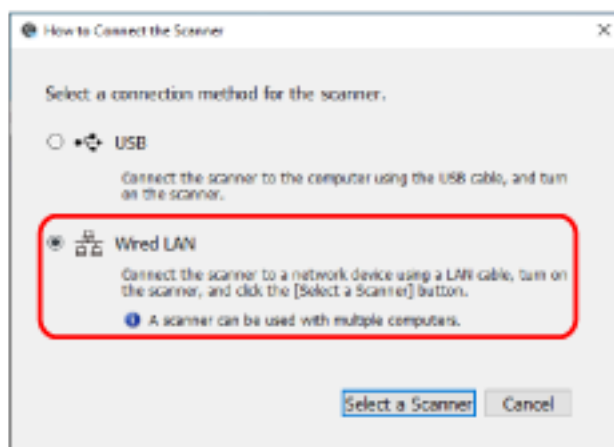 How to Connect the Scanner
Select a connection method for the scanner.
USB
Connect the scanner to the computer using the USB cable, and turn
on the scanner.
Wired LAN
Connect the scanner to a network device using a LAN cable, turn on
the scanner, and click the [Select a Scanner] button.
A scanner can be used with multiple computers.
Select a Scanner Cancel